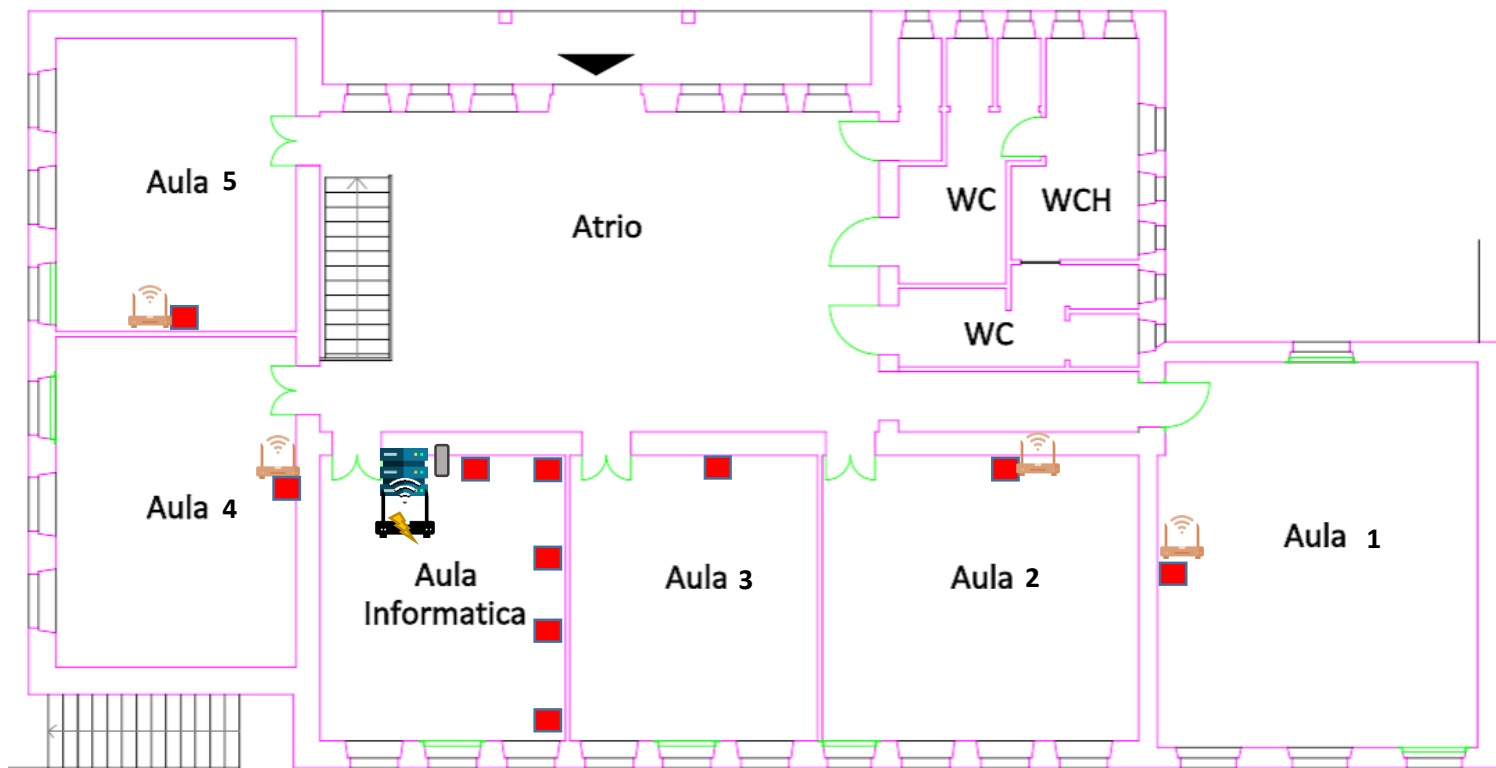 Aula 5
WC
WCH
Atrio
WC
Aula 4
Aula
Informatica
Aula 3
Aula 2
Aula 1